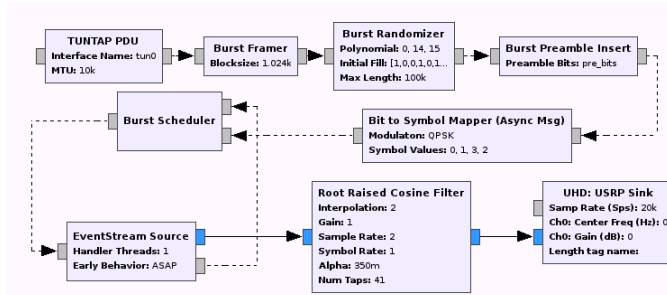 TUNTAP PDU
Interface Name: tun0
MTU: 10k
Burst Framer
Blocksize: 1.024k
Burst Randomizer
Polynomial: 0, 14, 15
Initial Fill: [1,0,0,1,0,1...
Max Length: 100k
Burst Preamble Insert
Preamble Bits: pre_bits
Burst Scheduler
Bit to Symbol Mapper (Async Msg)
Modulaton: QPSK
Symbol Values: 0, 1, 3, 2
EventStream Source
Handler Threads: 1
Early Behavior: ASAP
Root Raised Cosine Filter
Interpolation: 2
Gain: 1
Sample Rate: 2
Symbol Rate: 1
Alpha: 350m
Num Taps: 41
UHD: USRP Sink
Samp Rate (Sps): 20k
Ch0: Center Freq (Hz): 0
Ch0: Gain (dB): 0
Length tag name: